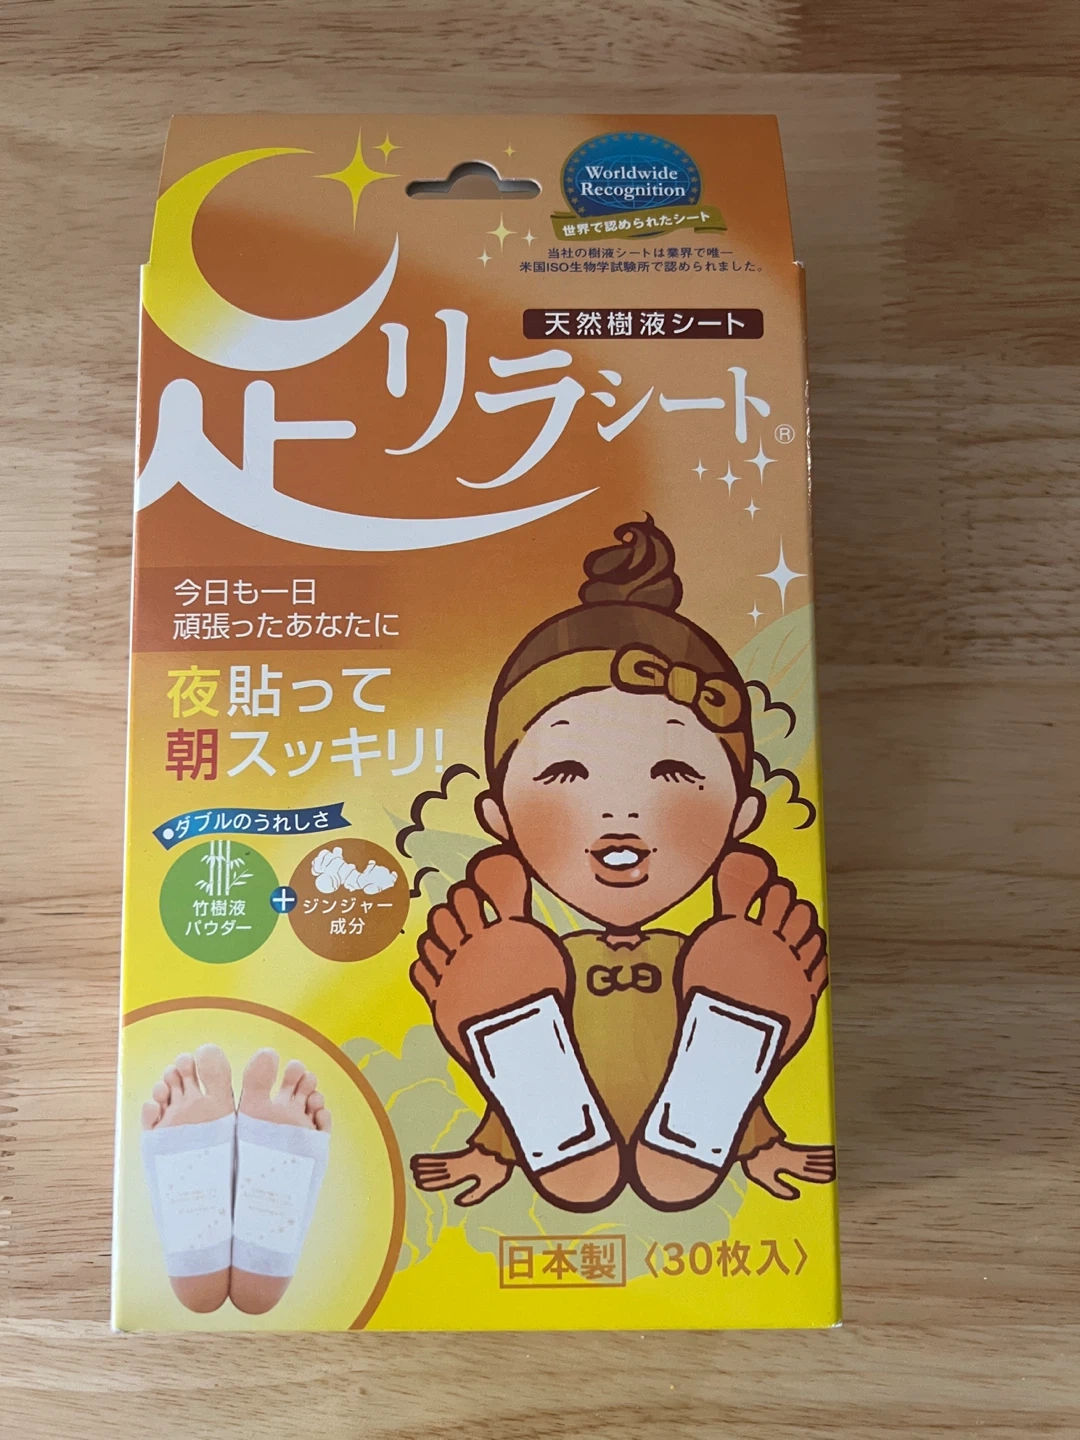 Worldwide
Recognition
世界で認められたシート
当社の樹液シートは業界で唯一
米国ISO生物学試験所で認められました。
天然樹液シート
足リラシート®
今日も一日
頑張ったあなたに
夜貼って
朝スッキリ!
●ダブルのうれしさ
竹樹液
パウダー
+
ジンジャー
成分
日本製
〈30枚入〉